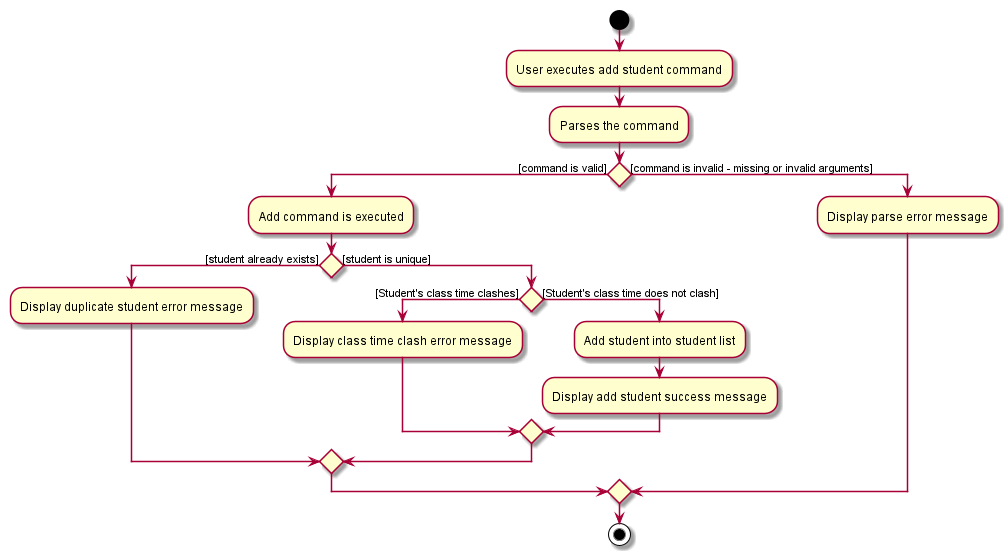 User executes add student command
Parses the command
[command is valid]
[command is invalid - missing or invalid arguments]
Add command is executed
Display parse error message
[student already exists]
[student is unique]
Display duplicate student error message
[Student's class time clashes]
[Student's class time does not clash]
Display class time clash error message
Add student into student list
Display add student success message